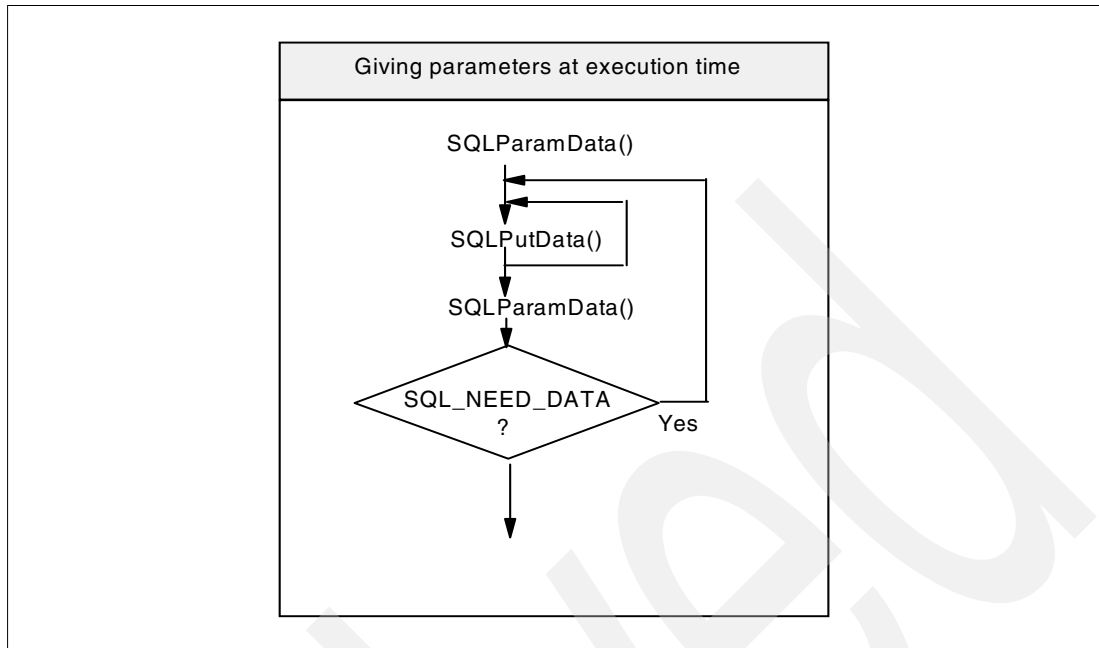 Giving parameters at execution time
SQLParamData()
SQLPutData()
SQLParamData()
SQL_NEED_DATA
?
Yes